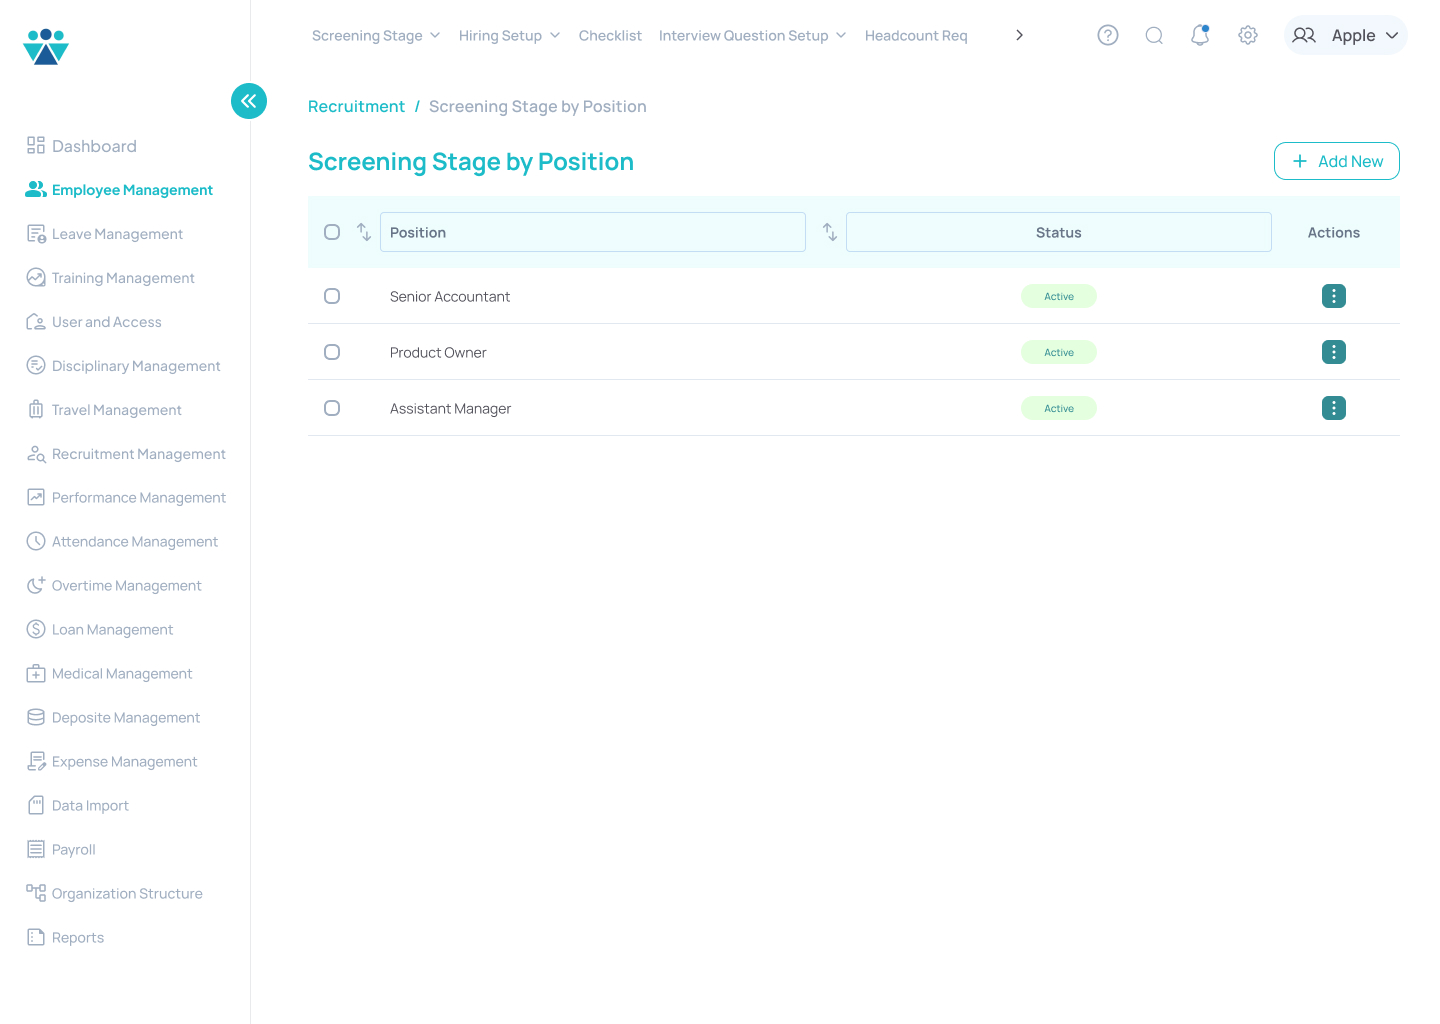 Screening Stage
Hiring Setup
Checklist
Interview Question Setup
Headcount Req
Apple
Dashboard
Employee Management
Leave Management
Training Management
User and Access
Disciplinary Management
Travel Management
Recruitment Management
Performance Management
Attendance Management
Overtime Management
Loan Management
Medical Management
Deposite Management
Expense Management
Data Import
Payroll
Organization Structure
Reports
Recruitment / Screening Stage by Position
Screening Stage by Position
+ Add New
Position Status Actions
Senior Accountant Active
Product Owner Active
Assistant Manager Active